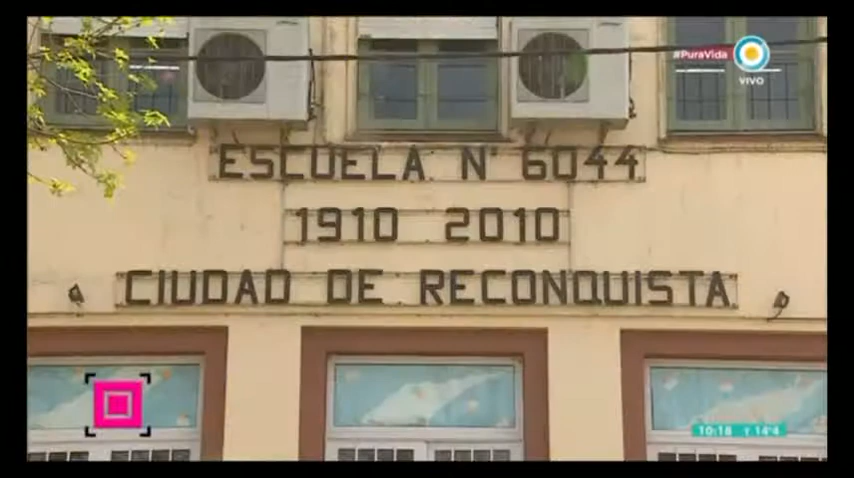 #PuraVida
VIVO
ESCUELA N° 6044
1910 2010
CIUDAD DE RECONQUISTA
10:18 T 14°4